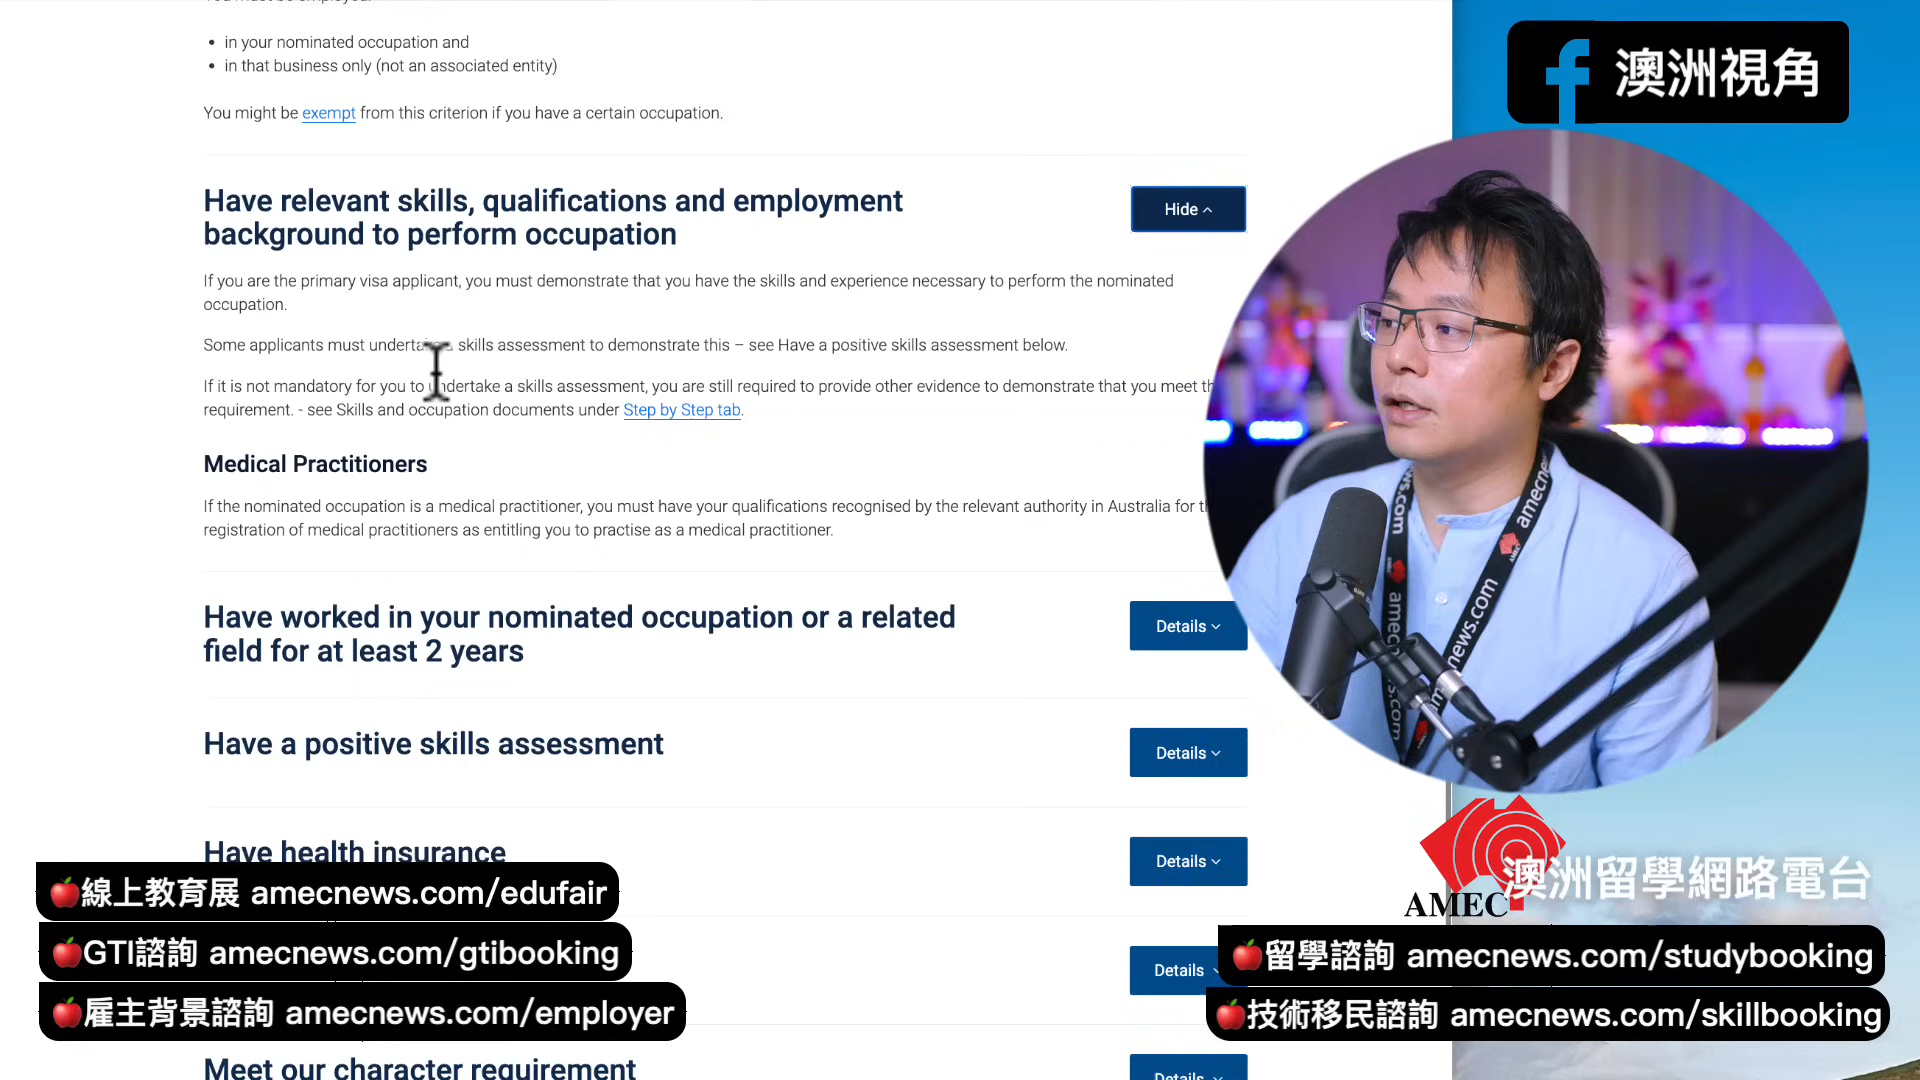 in your nominated occupation and
in that business only (not an associated entity)
You might be exempt from this criterion if you have a certain occupation.
Have relevant skills, qualifications and employment
background to perform occupation
Hide
If you are the primary visa applicant, you must demonstrate that you have the skills and experience necessary to perform the nominated
occupation.
Some applicants must undertake a skills assessment to demonstrate this – see Have a positive skills assessment below.
If it is not mandatory for you to undertake a skills assessment, you are still required to provide other evidence to demonstrate that you meet
requirement. - see Skills and occupation documents under Step by Step tab.
Medical Practitioners
If the nominated occupation is a medical practitioner, you must have your qualifications recognised by the relevant authority in Australia for
registration of medical practitioners as entitling you to practise as a medical practitioner.
Have worked in your nominated occupation or a related
field for at least 2 years
Details
Have a positive skills assessment
Details
Have health insurance
Details
Details
Meet our character requirement
Details
澳洲視角
amecnews.com
news.com
AMEC
澳洲留學網路電台
🍎線上教育展 amecnews.com/edufair
🍎GTI諮詢 amecnews.com/gtibooking
🍎雇主背景諮詢 amecnews.com/employer
🍎留學諮詢 amecnews.com/studybooking
🍎技術移民諮詢 amecnews.com/skillbooking